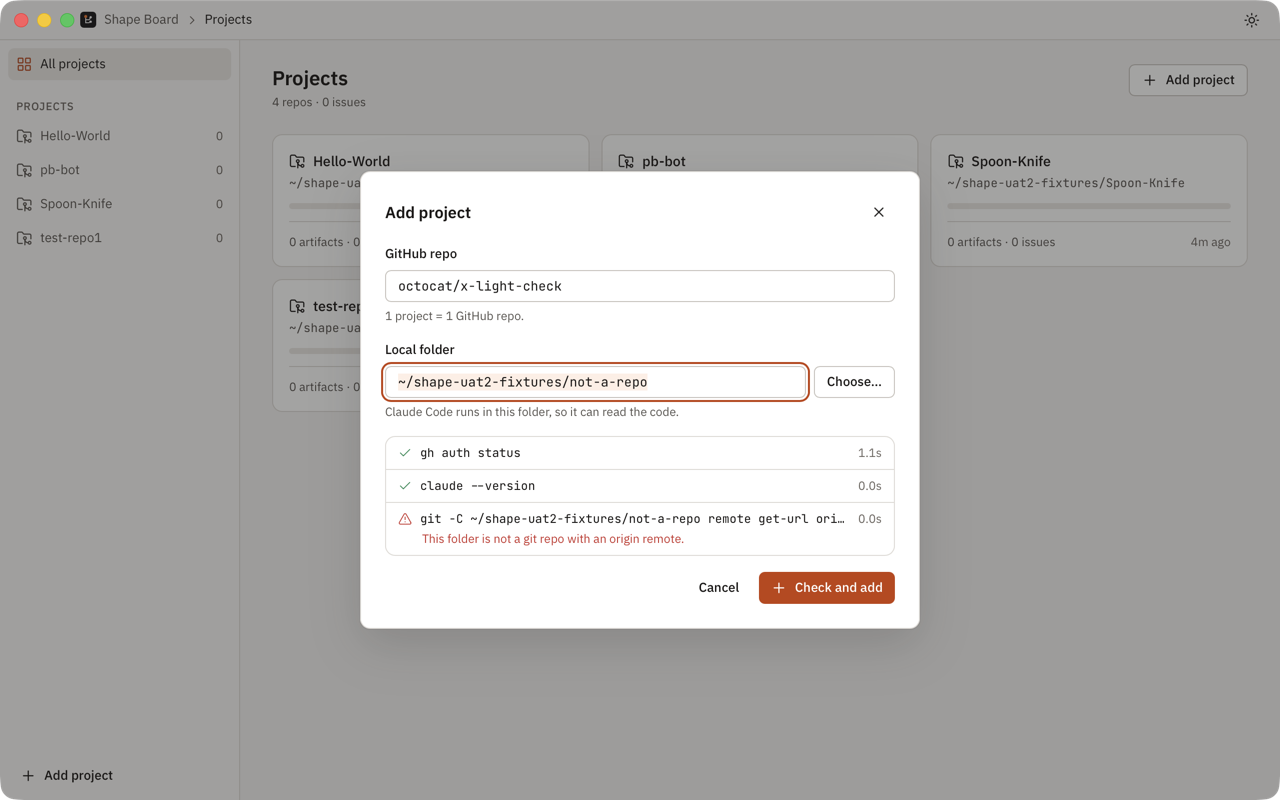 Shape Board > Projects
All projects
PROJECTS
Hello-World 0
pb-bot 0
Spoon-Knife 0
test-repo1 0
Add project
Projects
4 repos · 0 issues
Add project
Hello-World
~/shape-ua
0 artifacts · 0
pb-bot
Spoon-Knife
~/shape-uat2-fixtures/Spoon-Knife
0 artifacts · 0 issues 4m ago
test-rep
~/shape-ua
0 artifacts · 0
Add project
GitHub repo
octocat/x-light-check
1 project = 1 GitHub repo.
Local folder
~/shape-uat2-fixtures/not-a-repo
Choose...
Claude Code runs in this folder, so it can read the code.
gh auth status 1.1s
claude --version 0.0s
git -C ~/shape-uat2-fixtures/not-a-repo remote get-url ori… 0.0s
This folder is not a git repo with an origin remote.
Cancel
Check and add